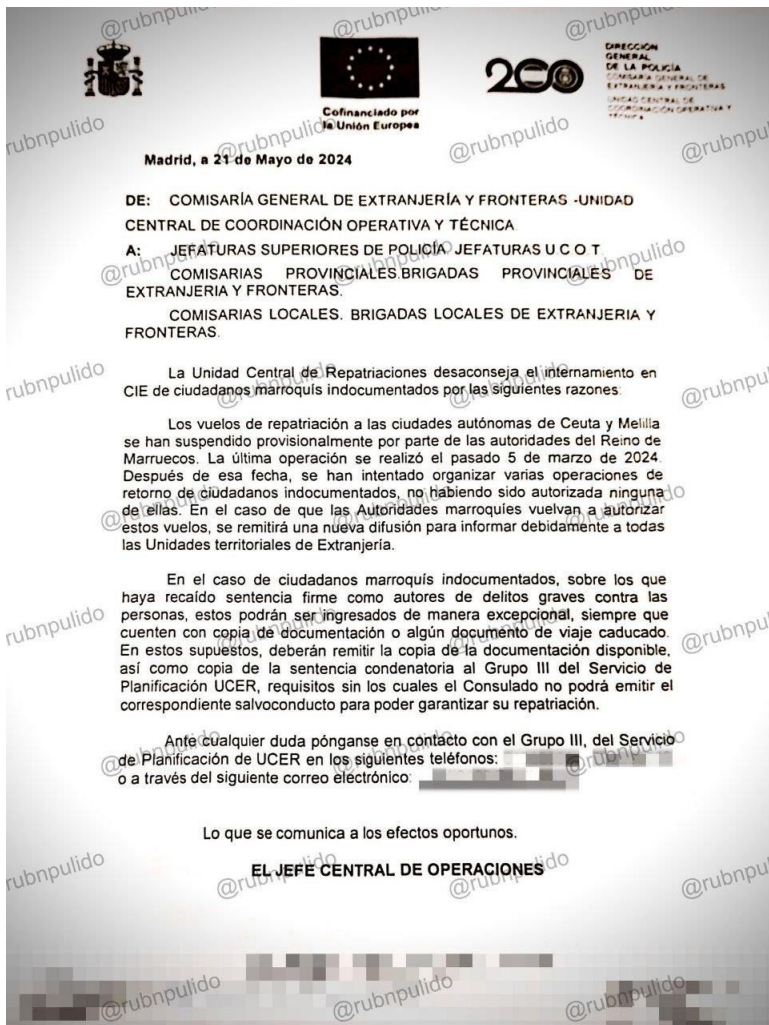 Cofinanciado por
la Unión Europea
200
DIRECCIÓN
GENERAL
DE LA POLICÍA
COMISARÍA GENERAL DE
EXTRANJERÍA Y FRONTERAS
UNIDAD CENTRAL DE
COORDINACIÓN OPERATIVA Y
TÉCNICA
Madrid, a 21 de Mayo de 2024
DE: COMISARÍA GENERAL DE EXTRANJERÍA Y FRONTERAS -UNIDAD
CENTRAL DE COORDINACIÓN OPERATIVA Y TÉCNICA
A: JEFATURAS SUPERIORES DE POLICÍA. JEFATURAS U.C.O.T.
COMISARIAS PROVINCIALES.BRIGADAS PROVINCIALES DE
EXTRANJERIA Y FRONTERAS.
COMISARIAS LOCALES. BRIGADAS LOCALES DE EXTRANJERIA Y
FRONTERAS.
La Unidad Central de Repatriaciones desaconseja el internamiento en
CIE de ciudadanos marroquís indocumentados por las siguientes razones:
Los vuelos de repatriación a las ciudades autónomas de Ceuta y Melilla
se han suspendido provisionalmente por parte de las autoridades del Reino de
Marruecos. La última operación se realizó el pasado 5 de marzo de 2024.
Después de esa fecha, se han intentado organizar varias operaciones de
retorno de ciudadanos indocumentados, no habiendo sido autorizada ninguna
de ellas. En el caso de que las Autoridades marroquíes vuelvan a autorizar
estos vuelos, se remitirá una nueva difusión para informar debidamente a todas
las Unidades territoriales de Extranjería.
En el caso de ciudadanos marroquís indocumentados, sobre los que
haya recaído sentencia firme como autores de delitos graves contra las
personas, estos podrán ser ingresados de manera excepcional, siempre que
cuenten con copia de documentación o algún documento de viaje caducado.
En estos supuestos, deberán remitir la copia de la documentación disponible,
así como copia de la sentencia condenatoria al Grupo III del Servicio de
Planificación UCER, requisitos sin los cuales el Consulado no podrá emitir el
correspondiente salvoconducto para poder garantizar su repatriación.
Ante cualquier duda pónganse en contacto con el Grupo III, del Servicio
de Planificación de UCER en los siguientes teléfonos:
o a través del siguiente correo electrónico:
Lo que se comunica a los efectos oportunos.
EL JEFE CENTRAL DE OPERACIONES
@rubnpulido